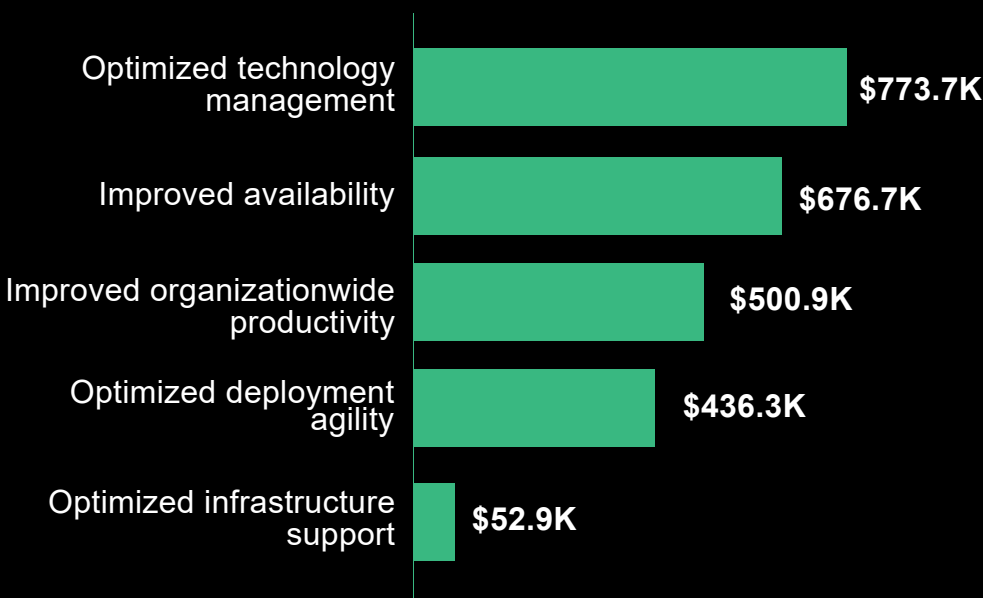 Optimized technology
management
$773.7K
Improved availability
$676.7K
Improved organizationwide
productivity
$500.9K
Optimized deployment
agility
$436.3K
Optimized infrastructure
support
$52.9K